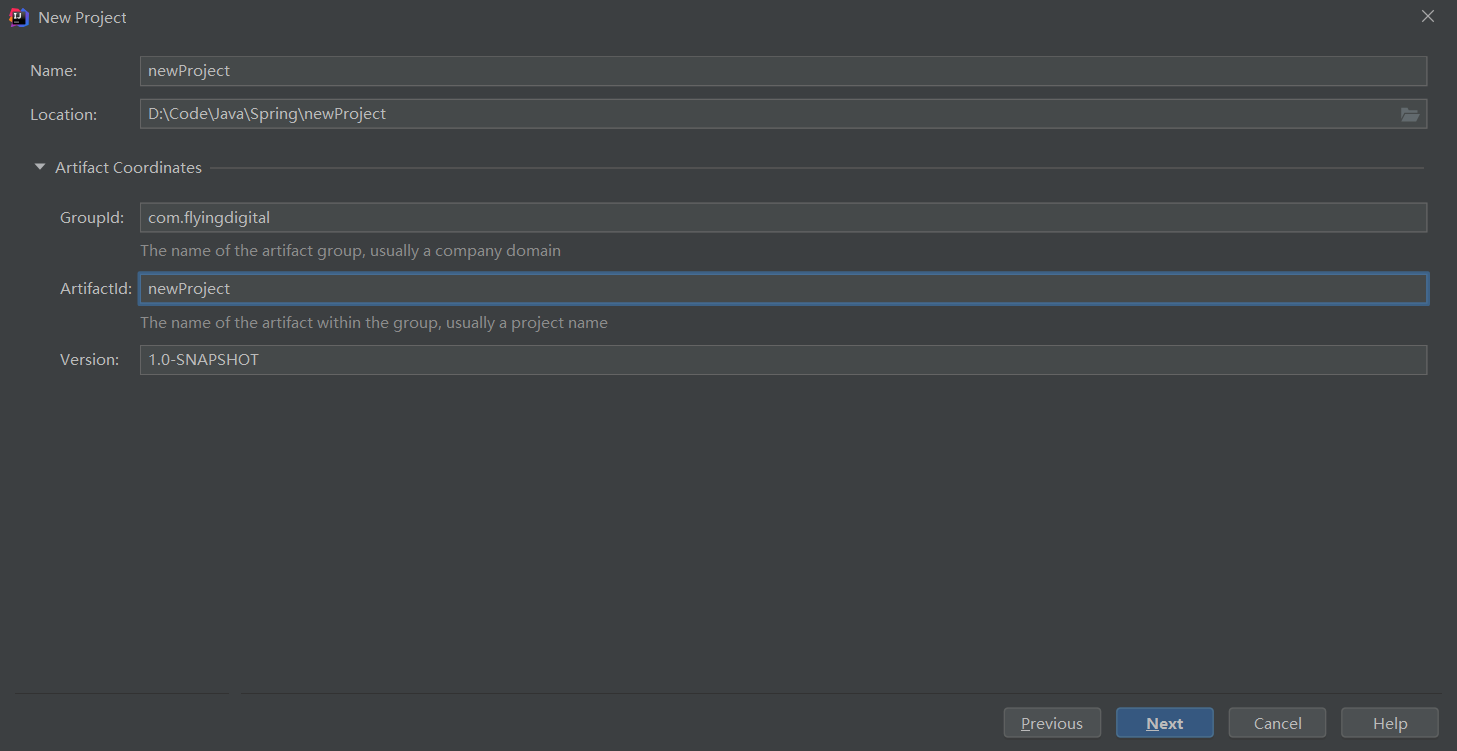 New Project
Name: newProject
Location: D:\Code\Java\Spring\newProject
Artifact Coordinates
GroupId: com.flyingdigital
The name of the artifact group, usually a company domain
ArtifactId: newProject
The name of the artifact within the group, usually a project name
Version: 1.0-SNAPSHOT
Previous Next Cancel Help